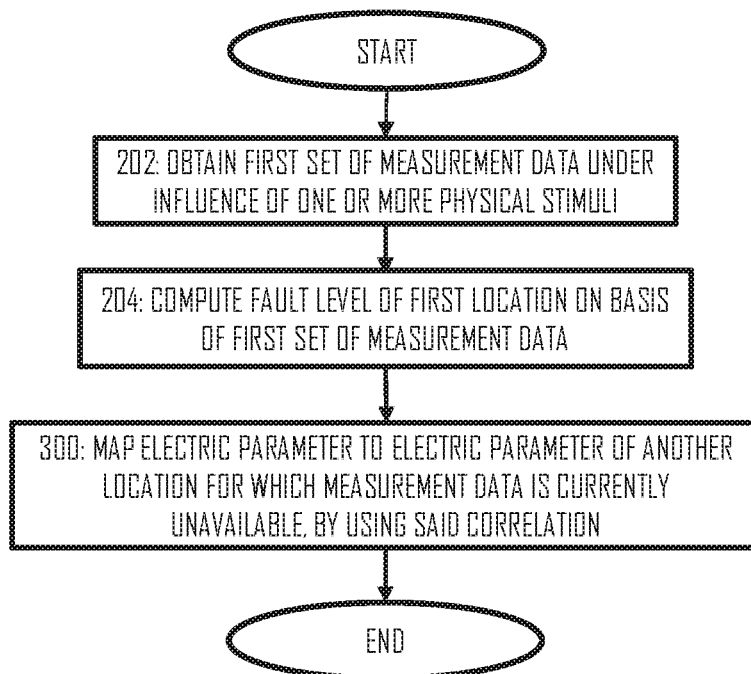 START
202: OBTAIN FIRST SET OF MEASUREMENT DATA UNDER
INFLUENCE OF ONE OR MORE PHYSICAL STIMULI
204: COMPUTE FAULT LEVEL OF FIRST LOCATION ON BASIS
OF FIRST SET OF MEASUREMENT DATA
300: MAP ELECTRIC PARAMETER TO ELECTRIC PARAMETER OF ANOTHER
LOCATION FOR WHICH MEASUREMENT DATA IS CURRENTLY
UNAVAILABLE, BY USING SAID CORRELATION
END